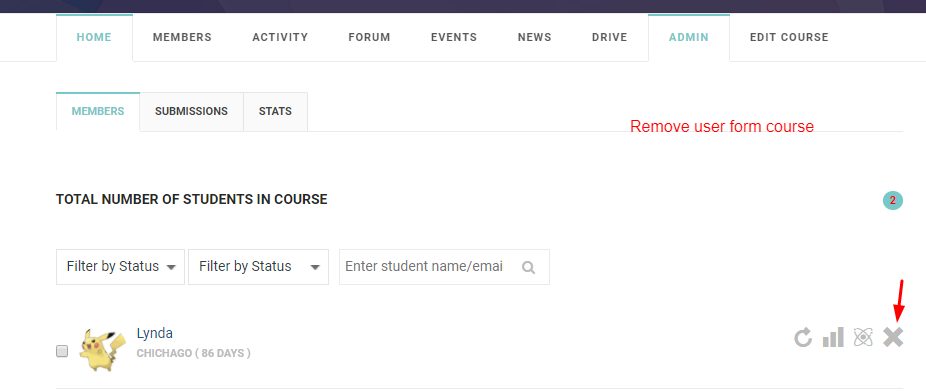 HOME MEMBERS ACTIVITY FORUM EVENTS NEWS DRIVE ADMIN EDIT COURSE
MEMBERS SUBMISSIONS STATS
Remove user form course
TOTAL NUMBER OF STUDENTS IN COURSE 2
Filter by Status Filter by Status Enter student name/emai
Lynda
CHICHAGO ( 86 DAYS )